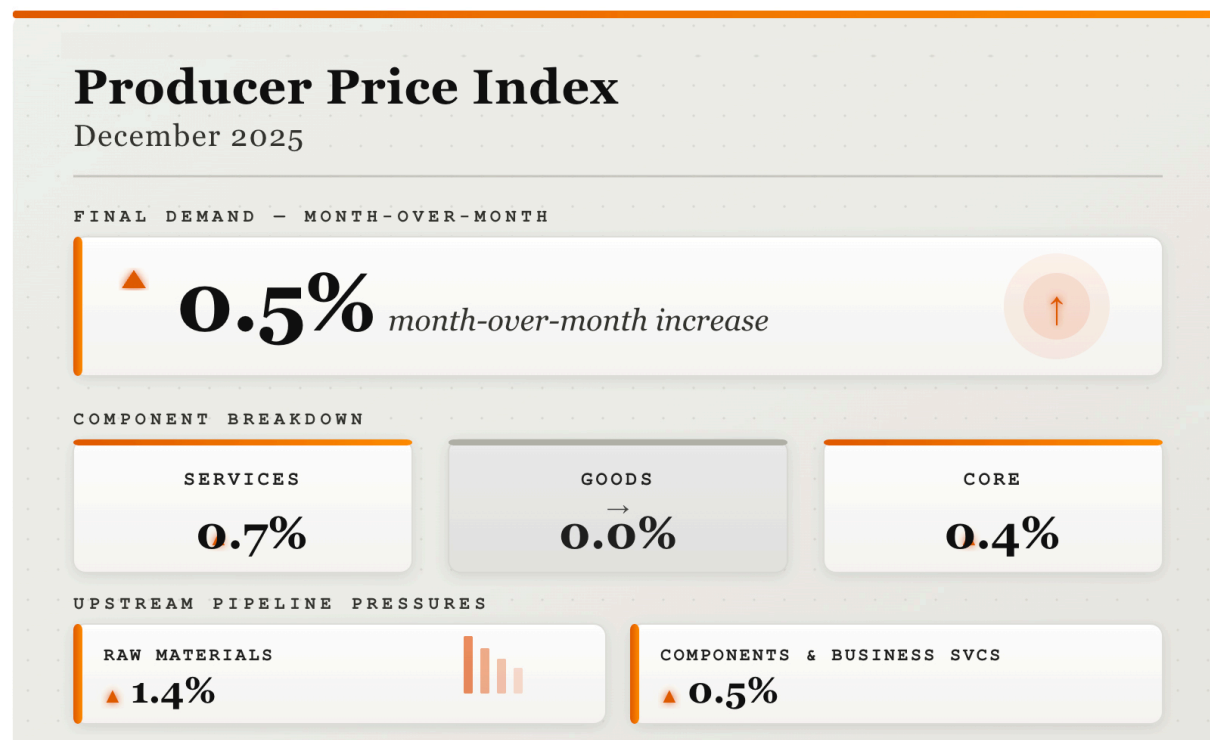 Producer Price Index
December 2025
FINAL DEMAND — MONTH-OVER-MONTH
▲ 0.5% month-over-month increase ↑
COMPONENT BREAKDOWN
SERVICES
0.7%
GOODS
→
0.0%
CORE
0.4%
UPSTREAM PIPELINE PRESSURES
RAW MATERIALS
▲ 1.4%
COMPONENTS & BUSINESS SVCS
▲ 0.5%